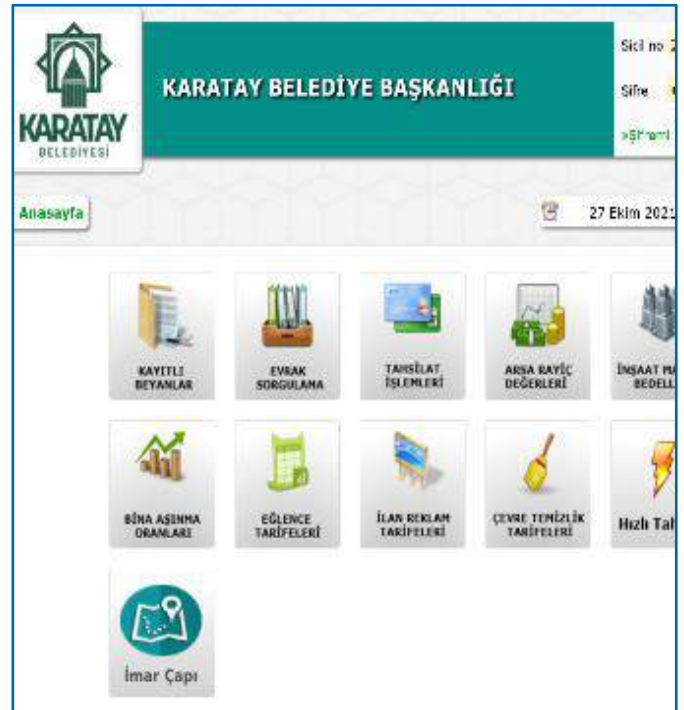 KARATAY
BELEDİYESİ
KARATAY BELEDİYE BAŞKANLIĞI
Sicil no
Şifre
Anasayfa
27 Ekim 2021
KAYITLI
BEYANLAR
EVRAK
SORGULAMA
TAHSİLAT
İŞLEMLERİ
ARSA RAYİÇ
DEĞERLERİ
İNŞAAT
BİNA AŞINMA
ORANLARI
EĞLENCE
TARİFELERİ
İLAN REKLAM
TARİFELERİ
ÇEVRE TEMİZLİK
TARİFELERİ
Hızlı
İmar Çapı